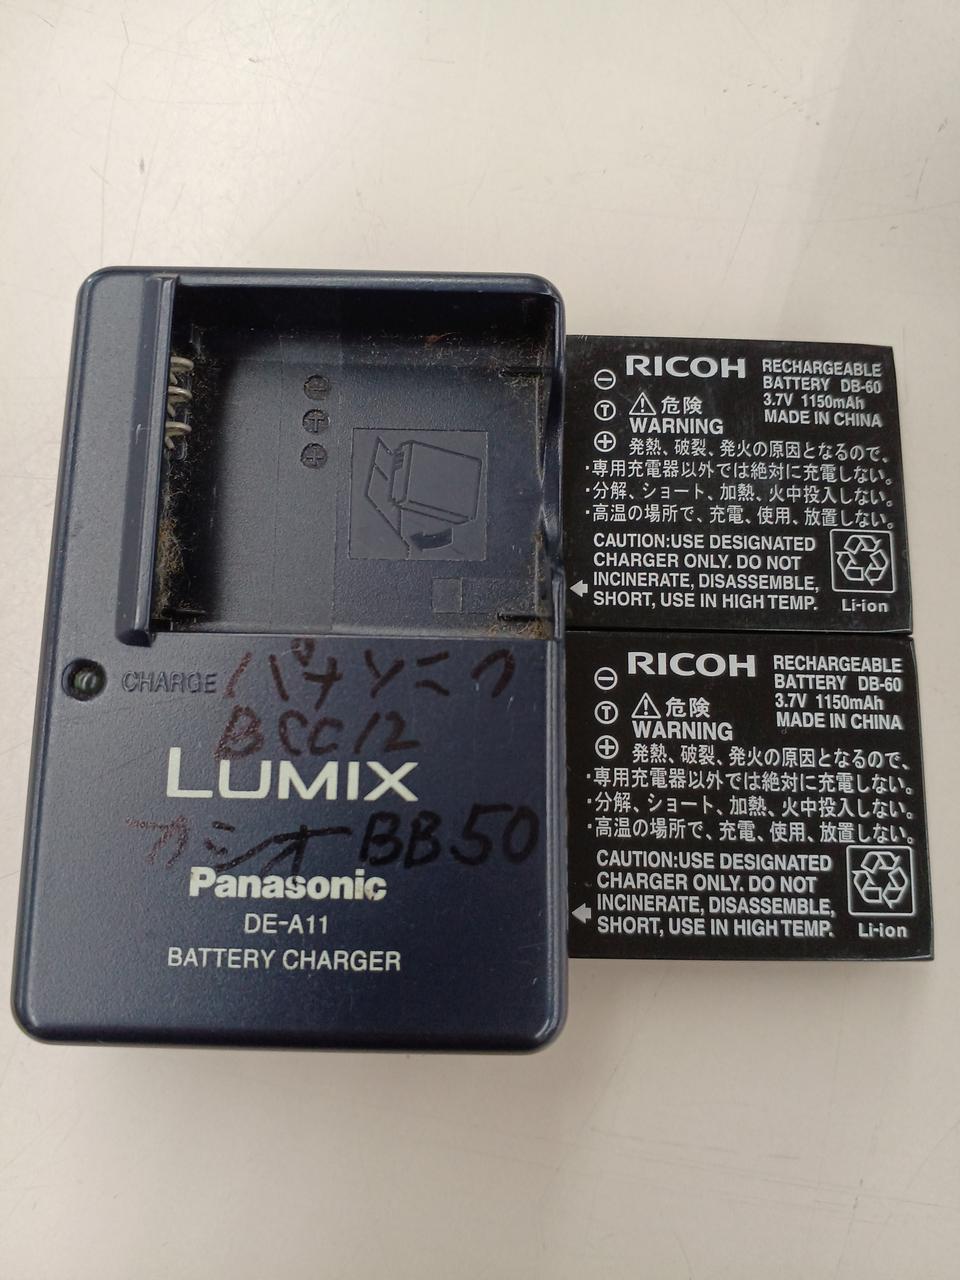 CHARGE
パナソニック
BCC12
LUMIX
カシオ BB50
Panasonic
DE-A11
BATTERY CHARGER
RICOH
RECHARGEABLE
BATTERY DB-60
3.7V 1150mAh
MADE IN CHINA
⚠危険
WARNING
発熱、破裂、発火の原因となるので、
・専用充電器以外では絶対に充電しない。
・分解、ショート、加熱、火中投入しない。
・高温の場所で、充電、使用、放置しない。
CAUTION:USE DESIGNATED
CHARGER ONLY. DO NOT
INCINERATE, DISASSEMBLE,
SHORT, USE IN HIGH TEMP.
Li-ion
RICOH
RECHARGEABLE
BATTERY DB-60
3.7V 1150mAh
MADE IN CHINA
⚠危険
WARNING
発熱、破裂、発火の原因となるので、
・専用充電器以外では絶対に充電しない。
・分解、ショート、加熱、火中投入しない。
・高温の場所で、充電、使用、放置しない。
CAUTION:USE DESIGNATED
CHARGER ONLY. DO NOT
INCINERATE, DISASSEMBLE,
SHORT, USE IN HIGH TEMP.
Li-ion